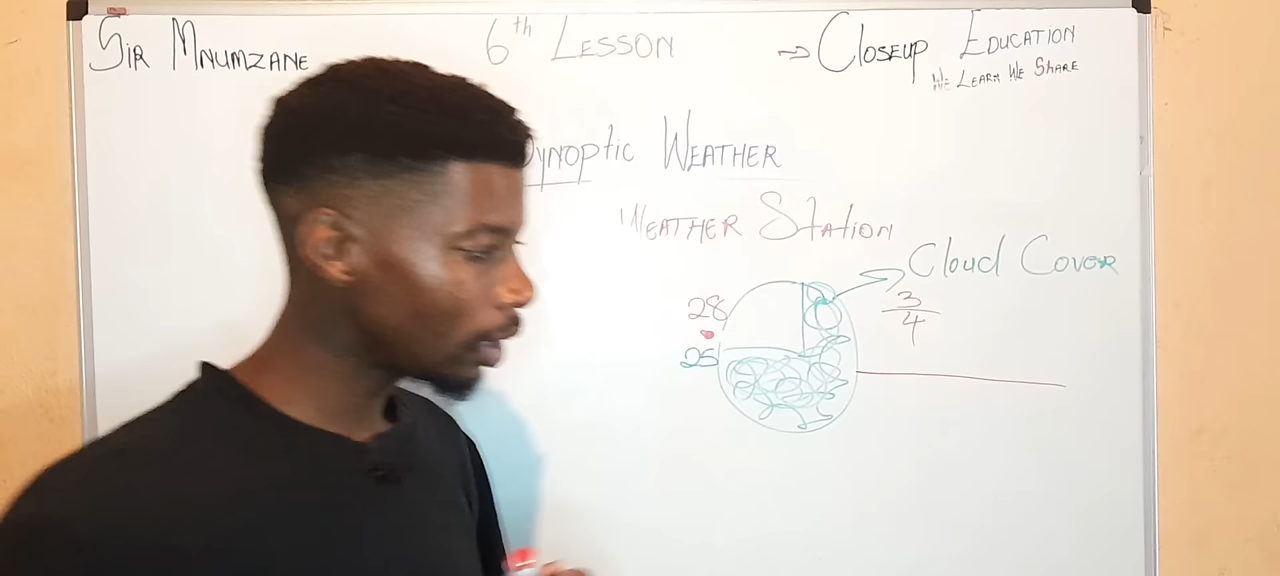 Sir Mnumzane
6th Lesson
→ Closeup Education
We Learn We Share
ynoptic Weather
Weather Station
Cloud Cover
28
3
4
25